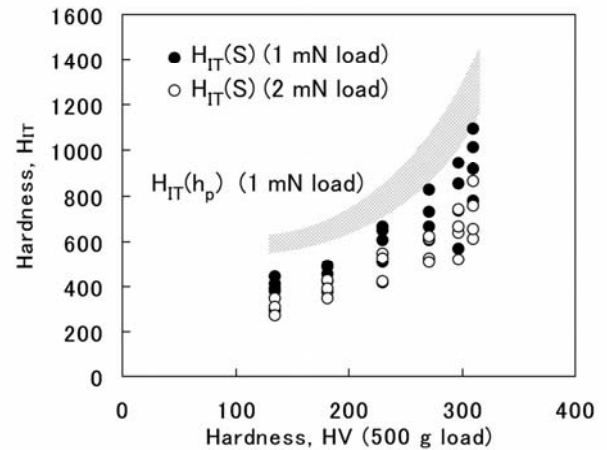 1600
1400
1200
1000
800
600
400
200
0
Hardness, HIT
● HIT(S) (1 mN load)
○ HIT(S) (2 mN load)
HIT(hp) (1 mN load)
0 100 200 300 400
Hardness, HV (500 g load)